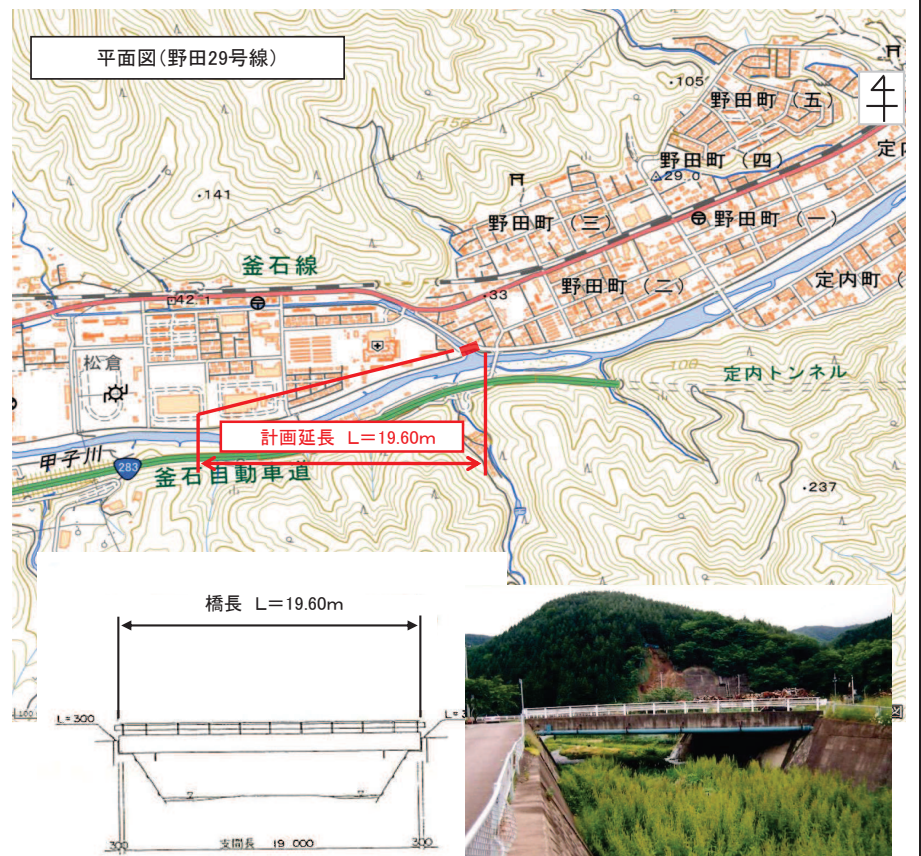 平面図(野田29号線)
・105
野田町(五)
150
定内
野田町(四)
29.0
・141
野田町(三)
野田町(一)
釜石線
野田町(二)
定内町(
42.1
・33
松倉
100
定内トンネル
計画延長 L=19.60m
甲子川
283
釜石自動車道
・237
橋長 L=19.60m
100
L=300
図
300
支間長 19 000
300